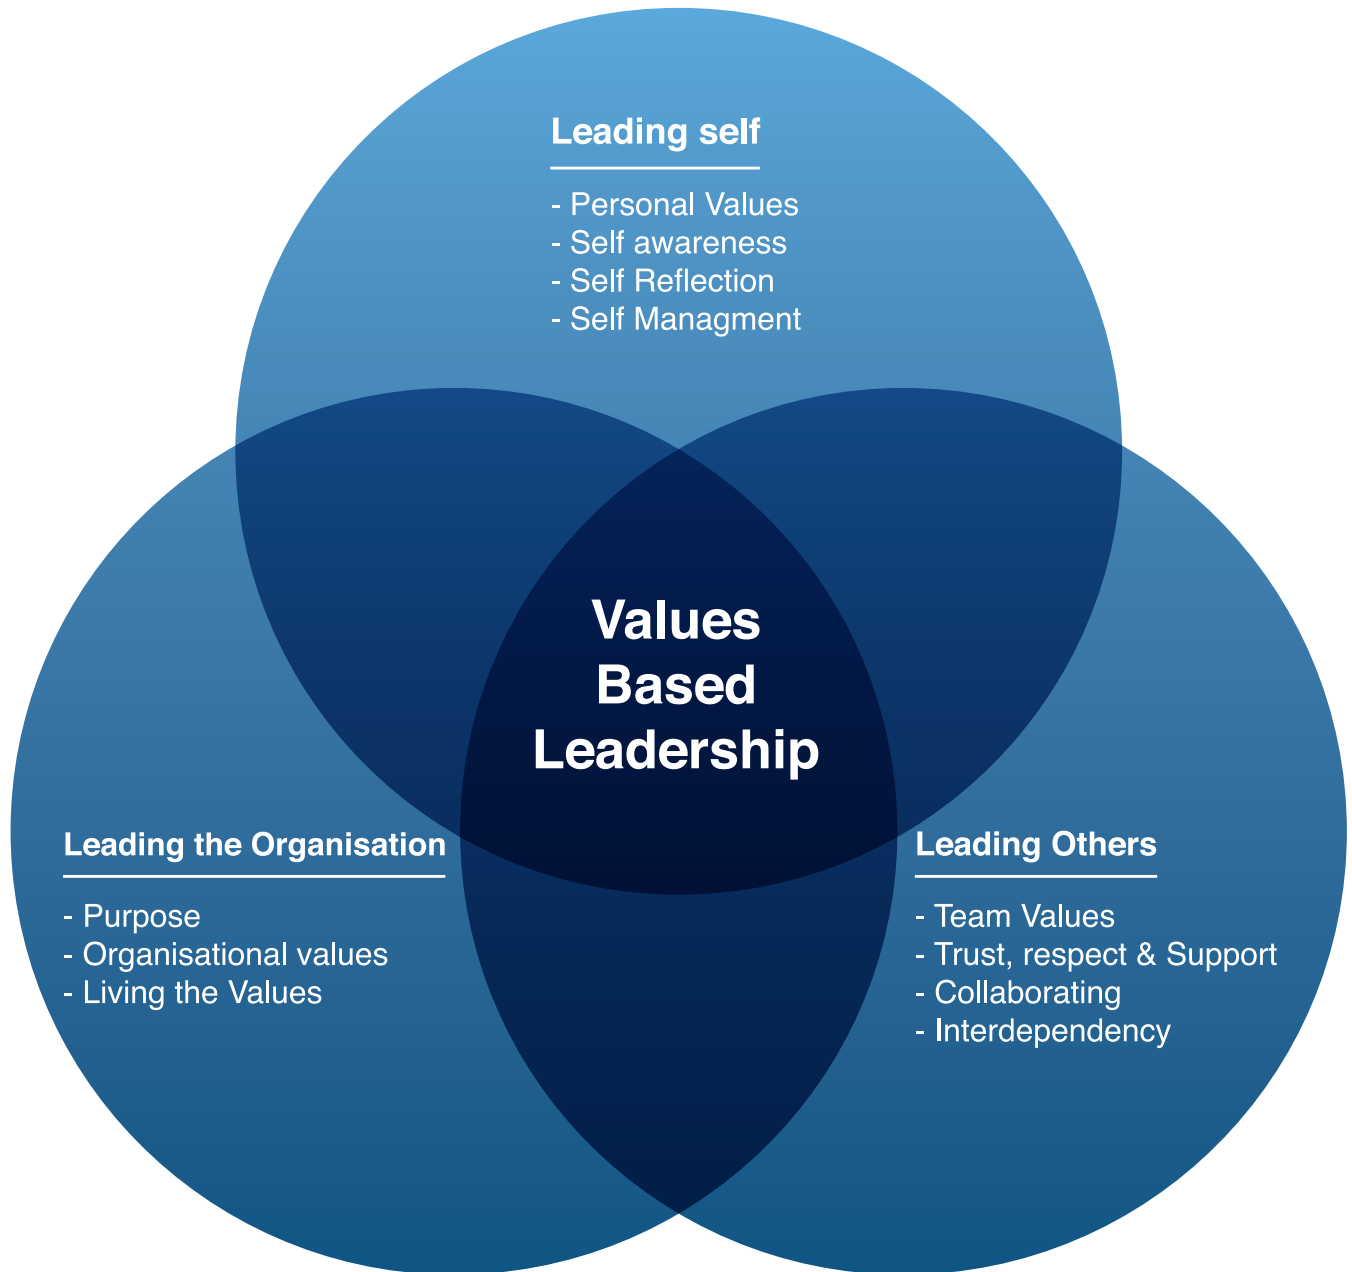 Leading self
- Personal Values
- Self awareness
- Self Reflection
- Self Managment
Values
Based
Leadership
Leading the Organisation
- Purpose
- Organisational values
- Living the Values
Leading Others
- Team Values
- Trust, respect & Support
- Collaborating
- Interdependency